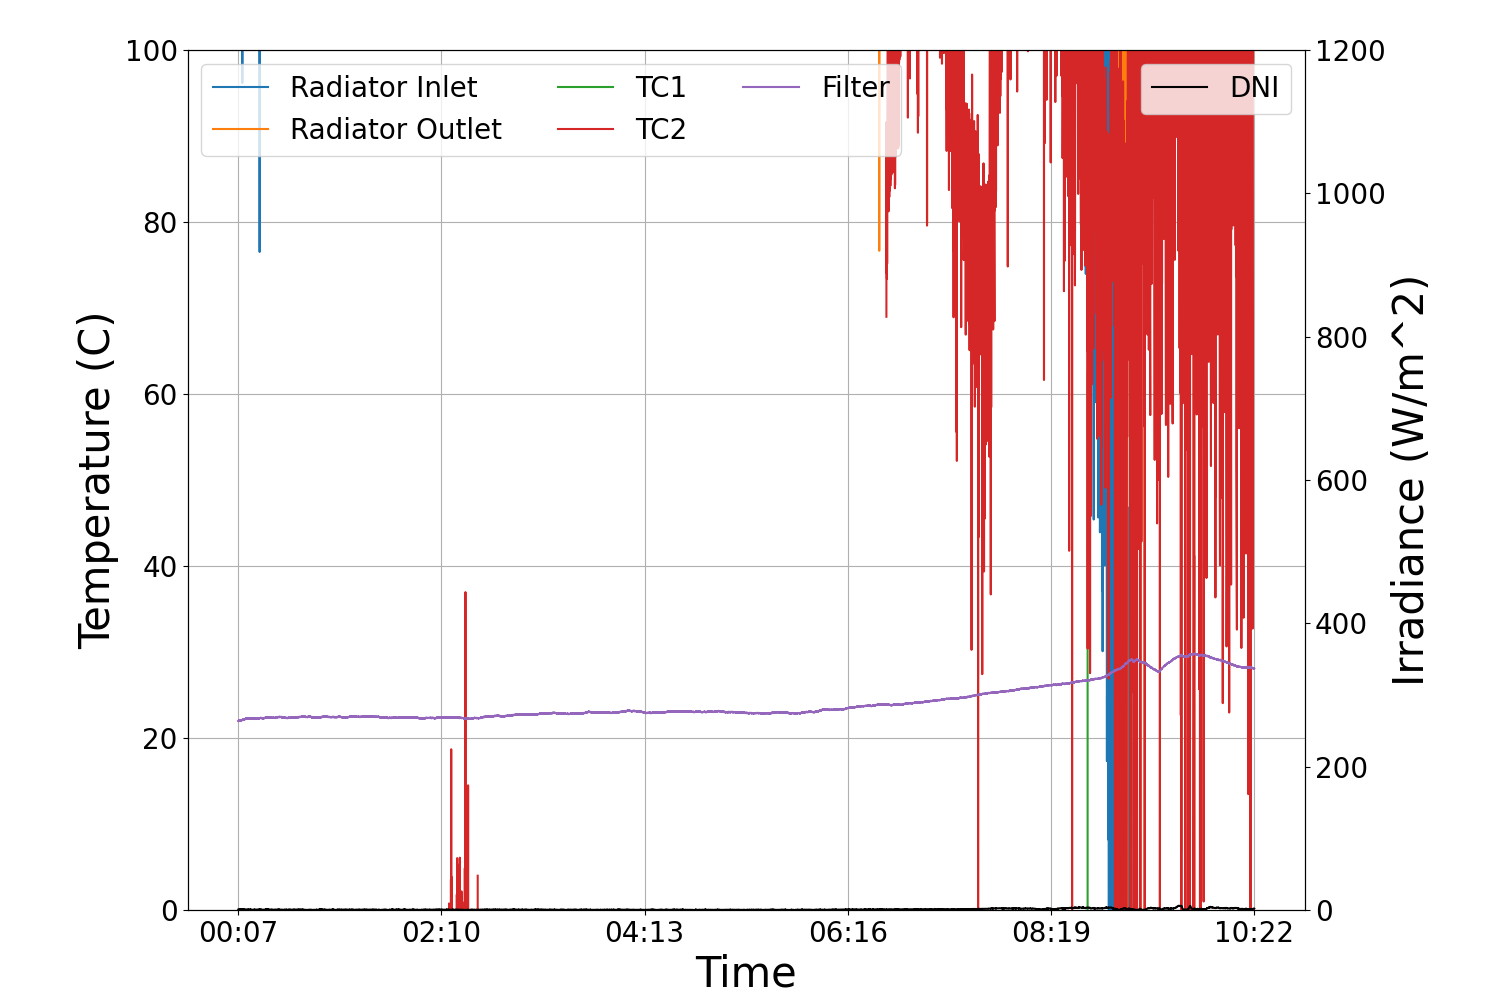 100
80
60
40
20
0
Temperature (C)
Radiator Inlet
Radiator Outlet
TC1
TC2
Filter
DNI
1200
1000
800
600
400
200
0
Irradiance (W/m^2)
00:07 02:10 04:13 06:16 08:19 10:22
Time